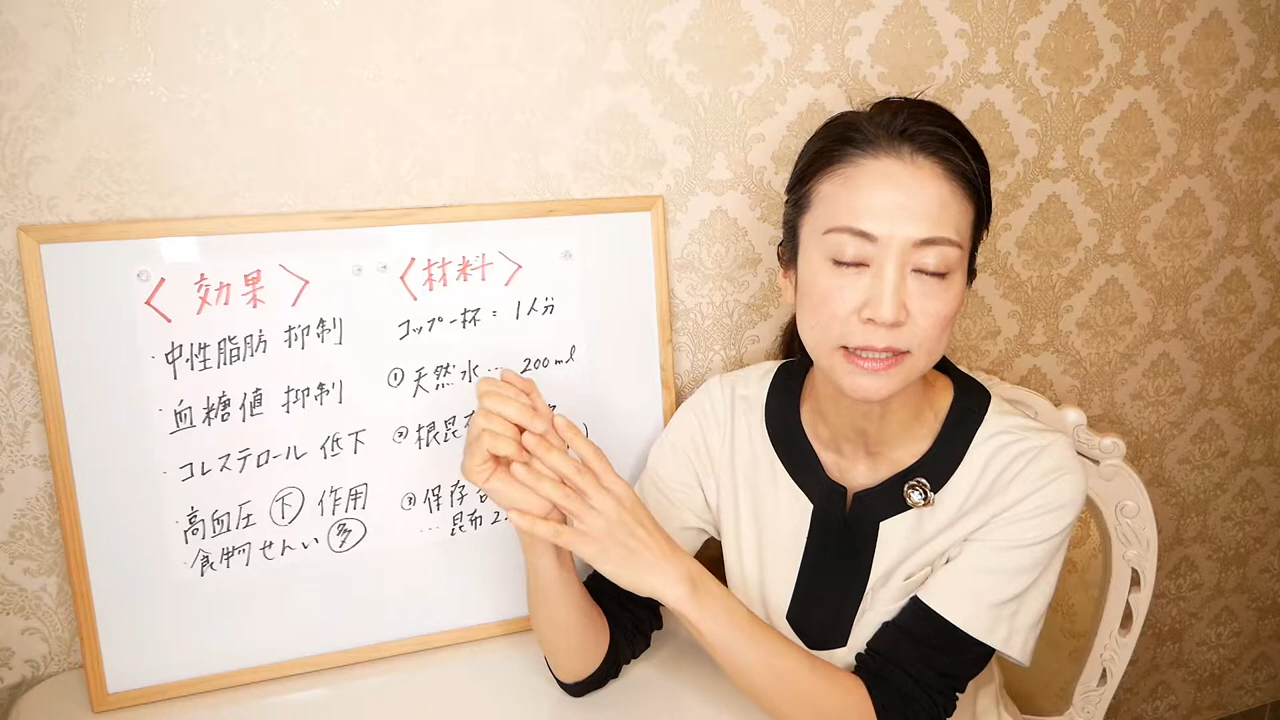 〈効果〉
・中性脂肪 抑制
・血糖値 抑制
・コレステロール 低下
・高血圧 下 作用
・食物せんい 多
〈材料〉
コップ一杯 = 1人分
① 天然水… 200ml
② 根昆
③ 保存
… 昆布 2